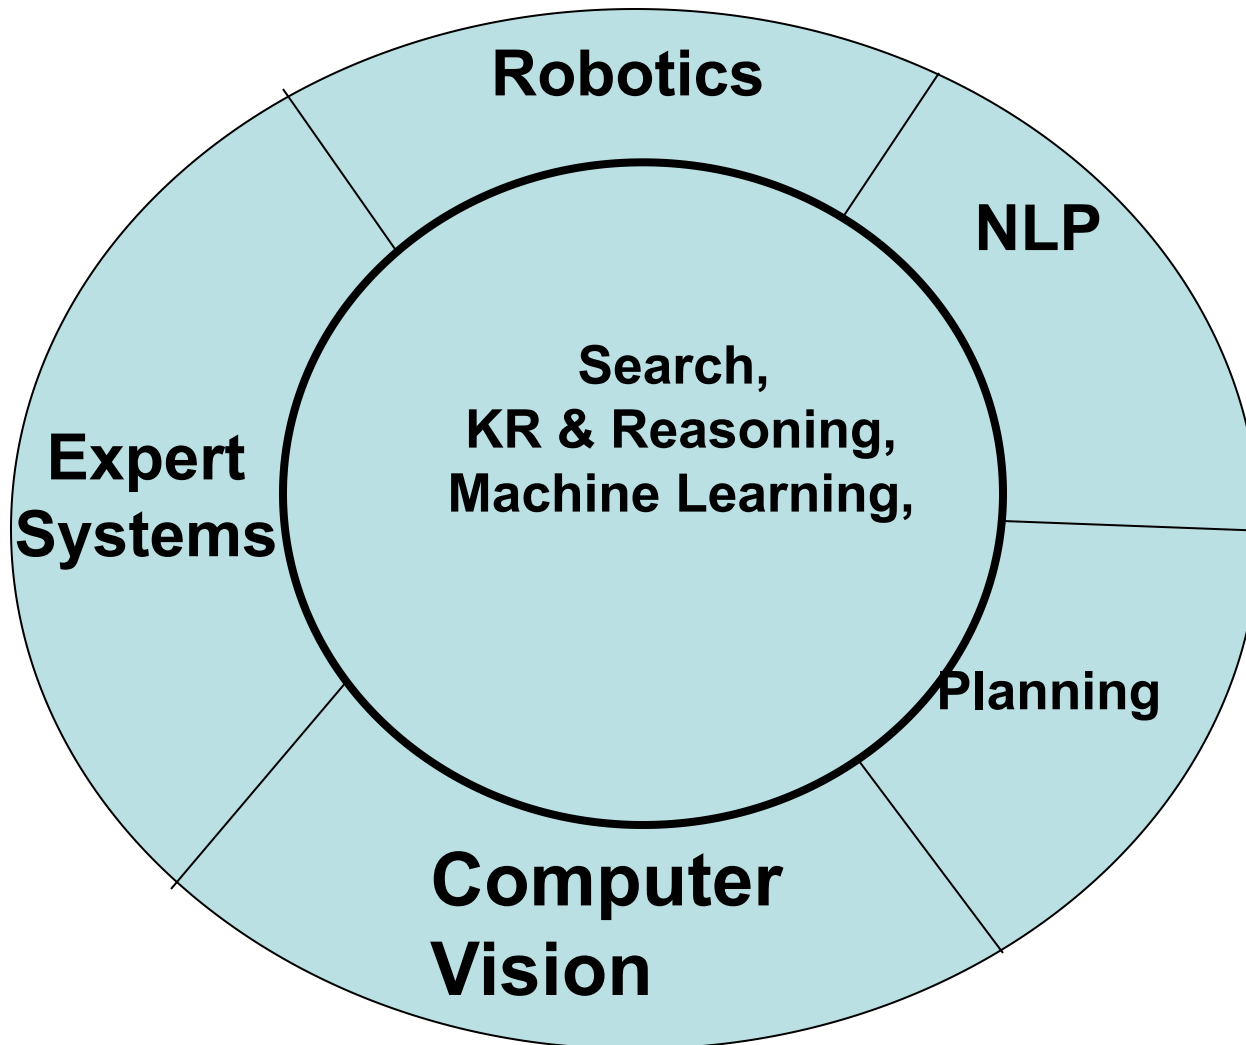 Robotics
NLP
Search,
KR & Reasoning,
Machine Learning,
Expert
Systems
Planning
Computer
Vision